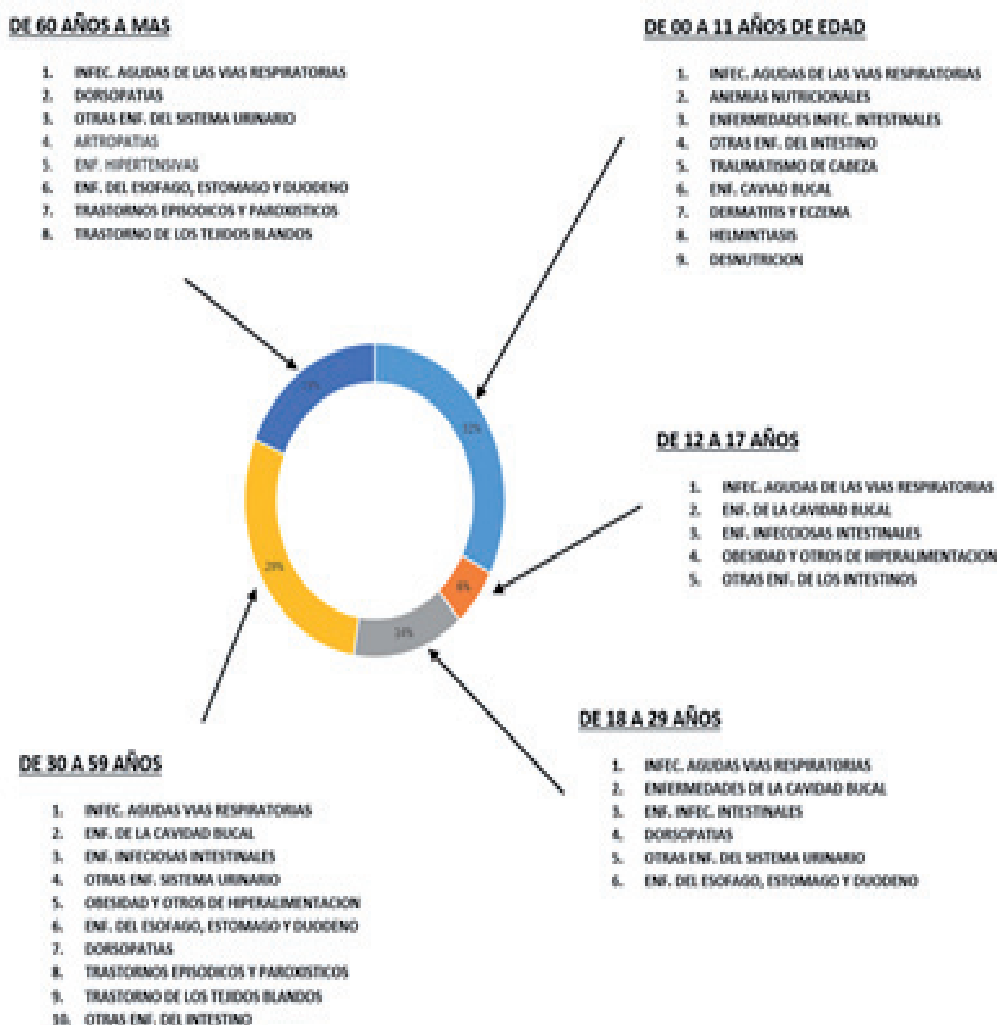 DE 60 AÑOS A MAS
1. INFEC. AGUDAS DE LAS VIAS RESPIRATORIAS
2. DORSOPATIAS
3. OTRAS ENF. DEL SISTEMA URINARIO
4. ARTROPATIAS
5. ENF. HIPERTENSIVAS
6. ENF. DEL ESOFAGO, ESTOMAGO Y DUODENO
7. TRASTORNOS EPISODICOS Y PAROXISTICOS
8. TRASTORNO DE LOS TEJIDOS BLANDOS
DE 00 A 11 AÑOS DE EDAD
1. INFEC. AGUDAS DE LAS VIAS RESPIRATORIAS
2. ANEMIAS NUTRICIONALES
3. ENFERMEDADES INFEC. INTESTINALES
4. OTRAS ENF. DEL INTESTINO
5. TRAUMATISMO DE CABEZA
6. ENF. CAVIAD BUCAL
7. DERMATITIS Y ECZEMA
8. HELMINTIASIS
9. DESNUTRICION
32%
6%
14%
29%
DE 12 A 17 AÑOS
1. INFEC. AGUDAS DE LAS VIAS RESPIRATORIAS
2. ENF. DE LA CAVIDAD BUCAL
3. ENF. INFECCIOSAS INTESTINALES
4. OBESIDAD Y OTROS DE HIPERALIMENTACION
5. OTRAS ENF. DE LOS INTESTINOS
DE 18 A 29 AÑOS
1. INFEC. AGUDAS VIAS RESPIRATORIAS
2. ENFERMEDADES DE LA CAVIDAD BUCAL
3. ENF. INFEC. INTESTINALES
4. DORSOPATIAS
5. OTRAS ENF. DEL SISTEMA URINARIO
6. ENF. DEL ESOFAGO, ESTOMAGO Y DUODENO
DE 30 A 59 AÑOS
1. INFEC. AGUDAS VIAS RESPIRATORIAS
2. ENF. DE LA CAVIDAD BUCAL
3. ENF. INFECIOSAS INTESTINALES
4. OTRAS ENF. SISTEMA URINARIO
5. OBESIDAD Y OTROS DE HIPERALIMENTACION
6. ENF. DEL ESOFAGO, ESTOMAGO Y DUODENO
7. DORSOPATIAS
8. TRASTORNOS EPISODICOS Y PAROXISTICOS
9. TRASTORNO DE LOS TEJIDOS BLANDOS
10. OTRAS ENF. DEL INTESTINO